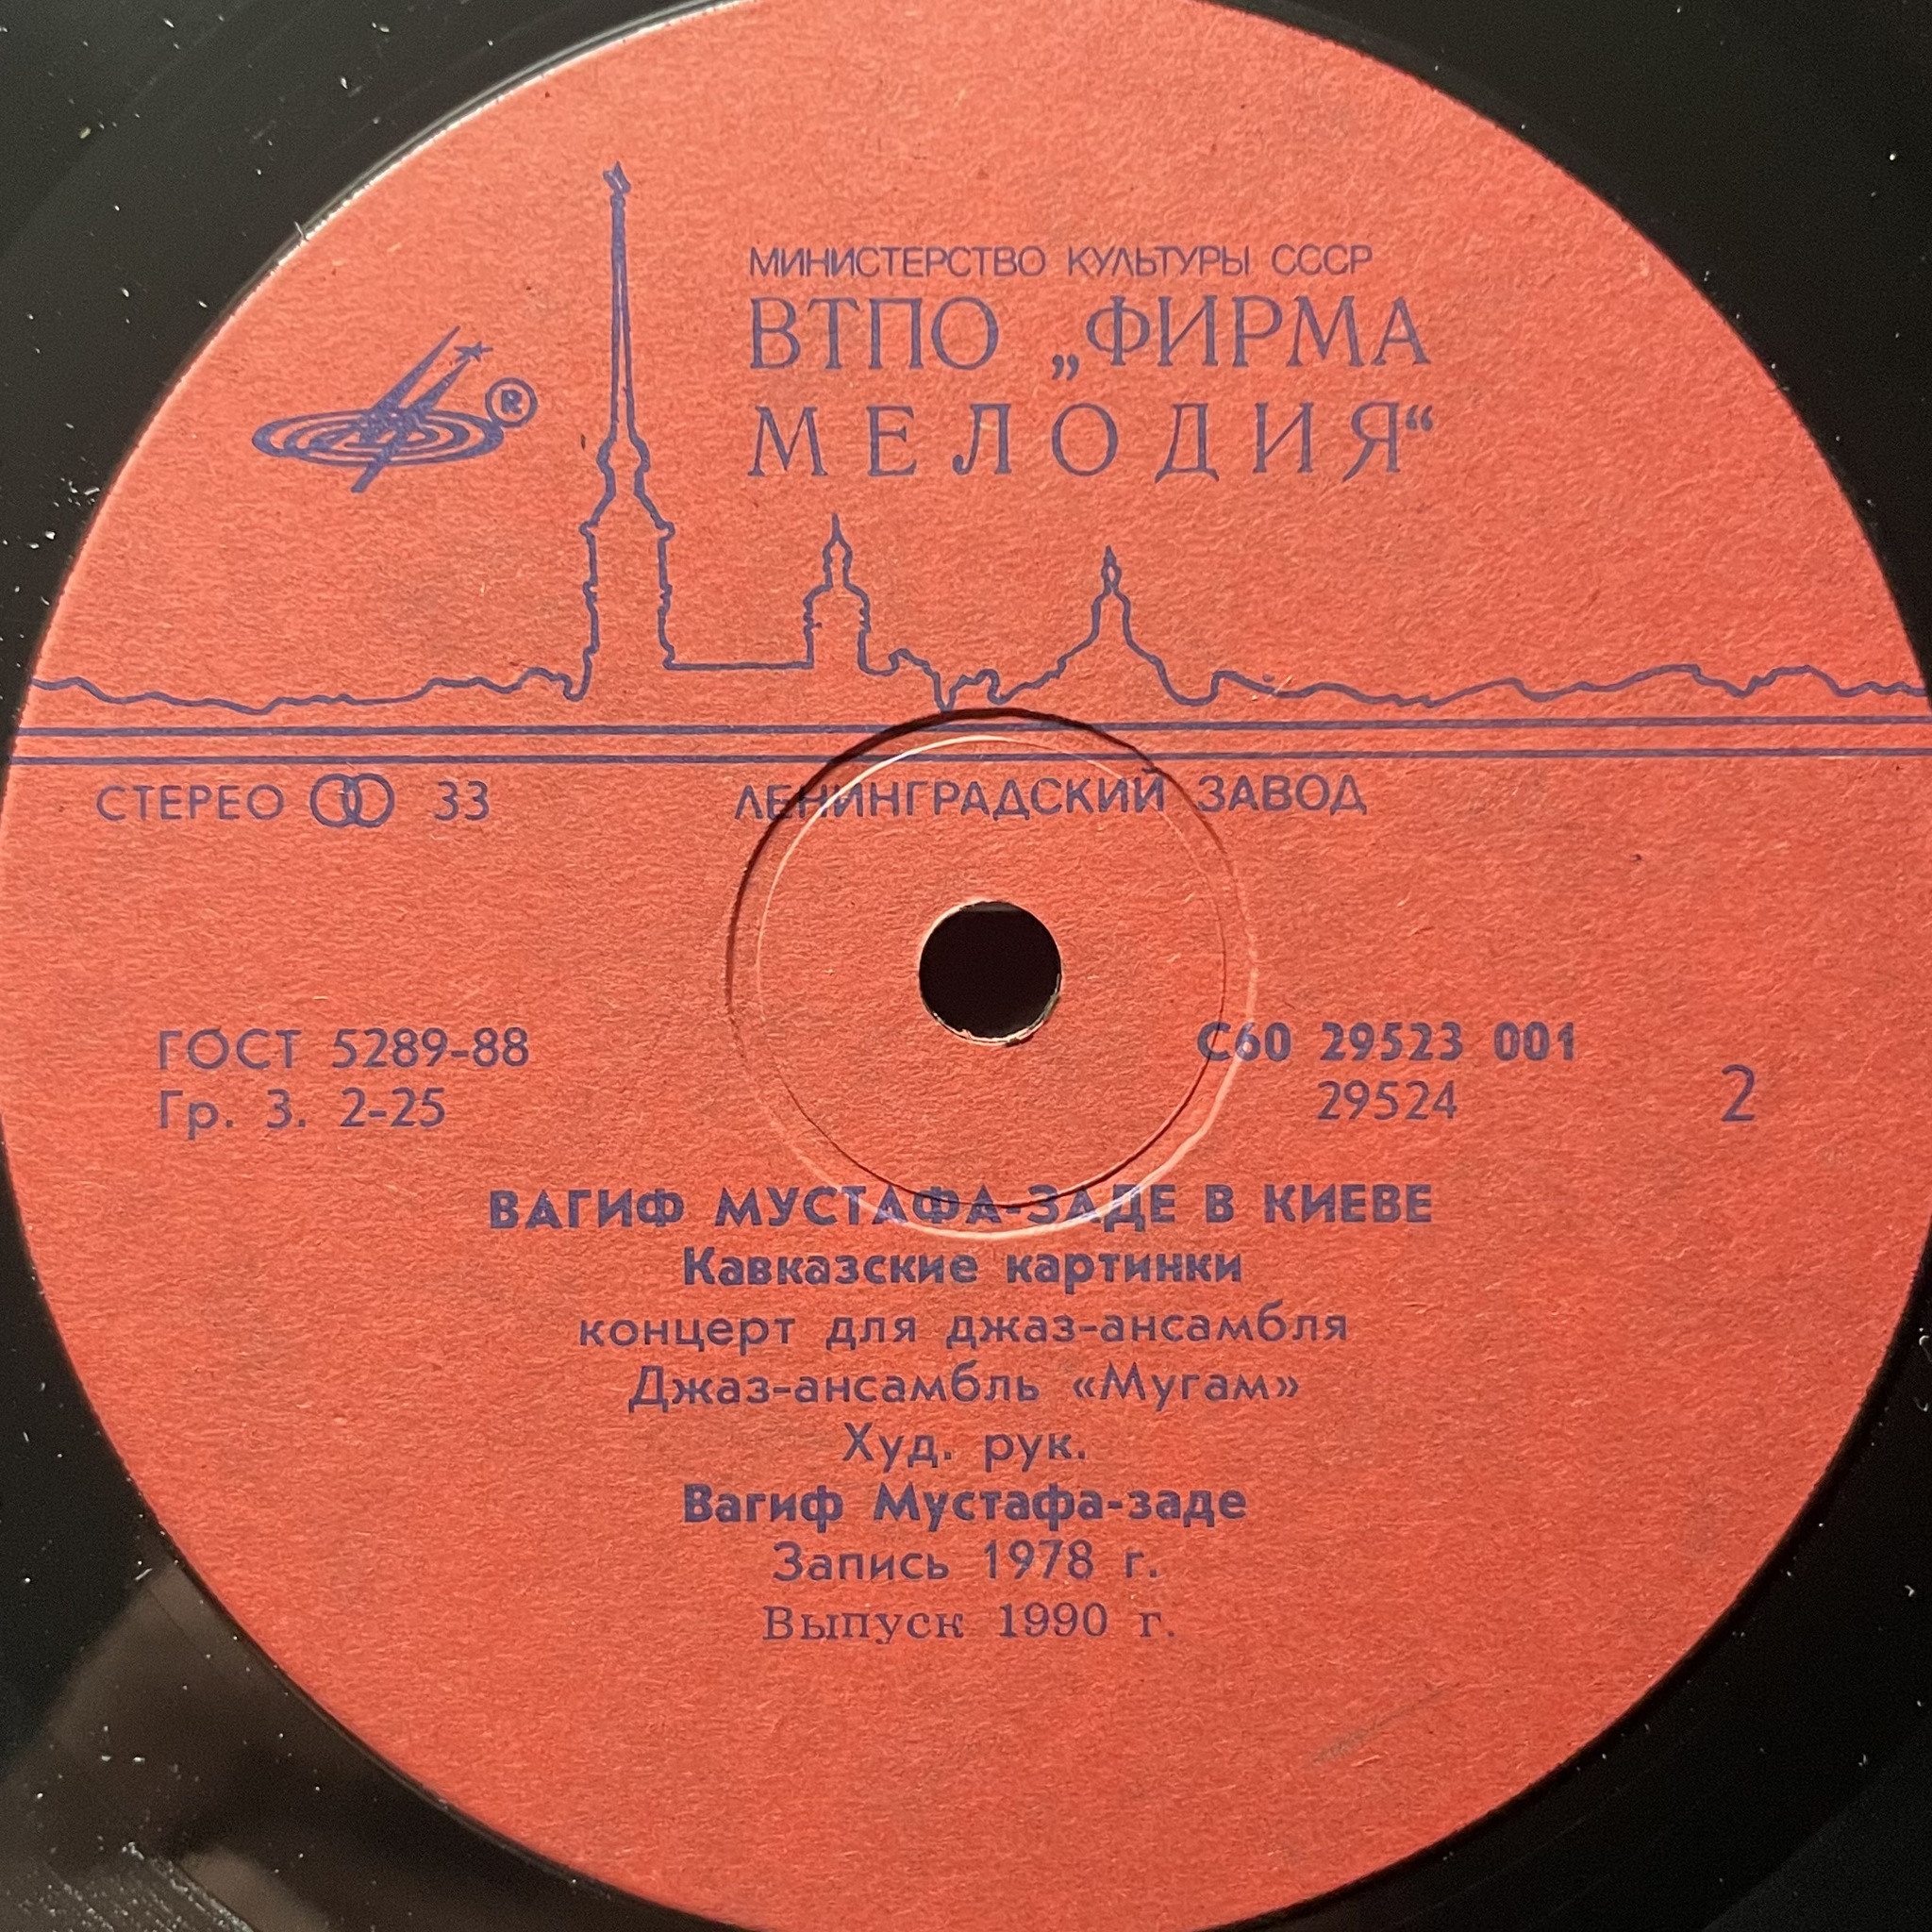 МИНИСТЕРСТВО КУЛЬТУРЫ СССР
ВТПО „ФИРМА
МЕЛОДИЯ“
®
СТЕРЕО 33
ЛЕНИНГРАДСКИЙ ЗАВОД
ГОСТ 5289-88
Гр. 3. 2-25
С60 29523 001
29524
2
ВАГИФ МУСТАФА-ЗАДЕ В КИЕВЕ
Кавказские картинки
концерт для джаз-ансамбля
Джаз-ансамбль «Мугам»
Худ. рук.
Вагиф Мустафа-заде
Запись 1978 г.
Выпуск 1990 г.